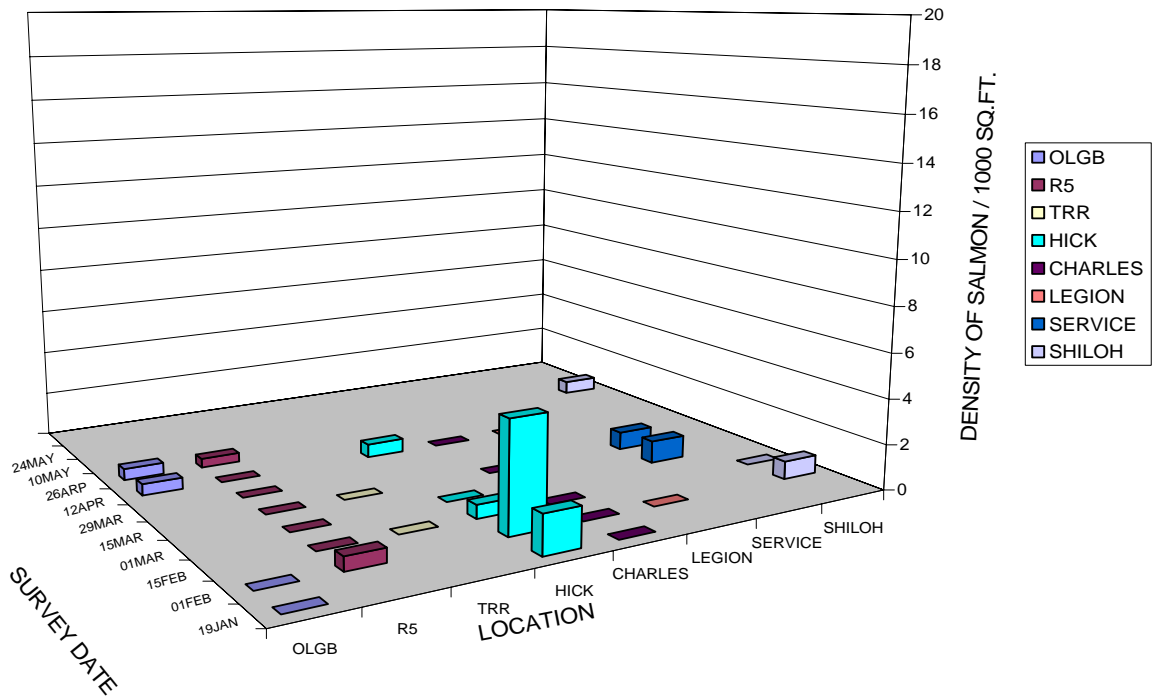 20
18
16
14
12
10
8
6
4
2
0
DENSITY OF SALMON / 1000 SQ.FT.
OLGB
R5
TRR
HICK
CHARLES
LEGION
SERVICE
SHILOH
24MAY
10MAY
26ARP
12APR
29MAR
15MAR
01MAR
15FEB
01FEB
19JAN
SURVEY DATE
OLGB
R5
TRR
HICK
CHARLES
LEGION
SERVICE
SHILOH
LOCATION